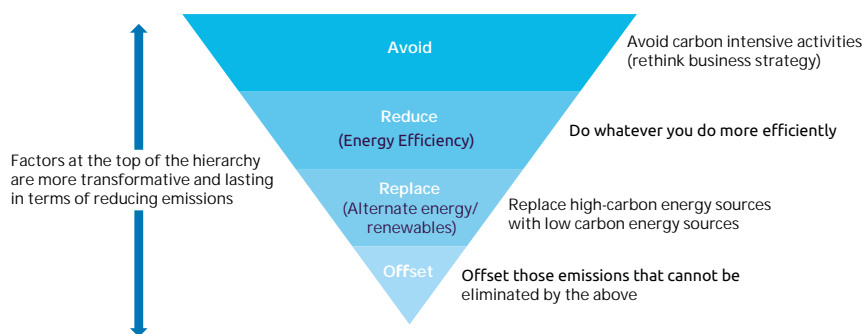 Avoid
Avoid carbon intensive activities
(rethink business strategy)
Reduce
(Energy Efficiency)
Do whatever you do more efficiently
Factors at the top of the hierarchy
are more transformative and lasting
in terms of reducing emissions
Replace
(Alternate energy/
renewables)
Replace high-carbon energy sources
with low carbon energy sources
Offset
Offset those emissions that cannot be
eliminated by the above